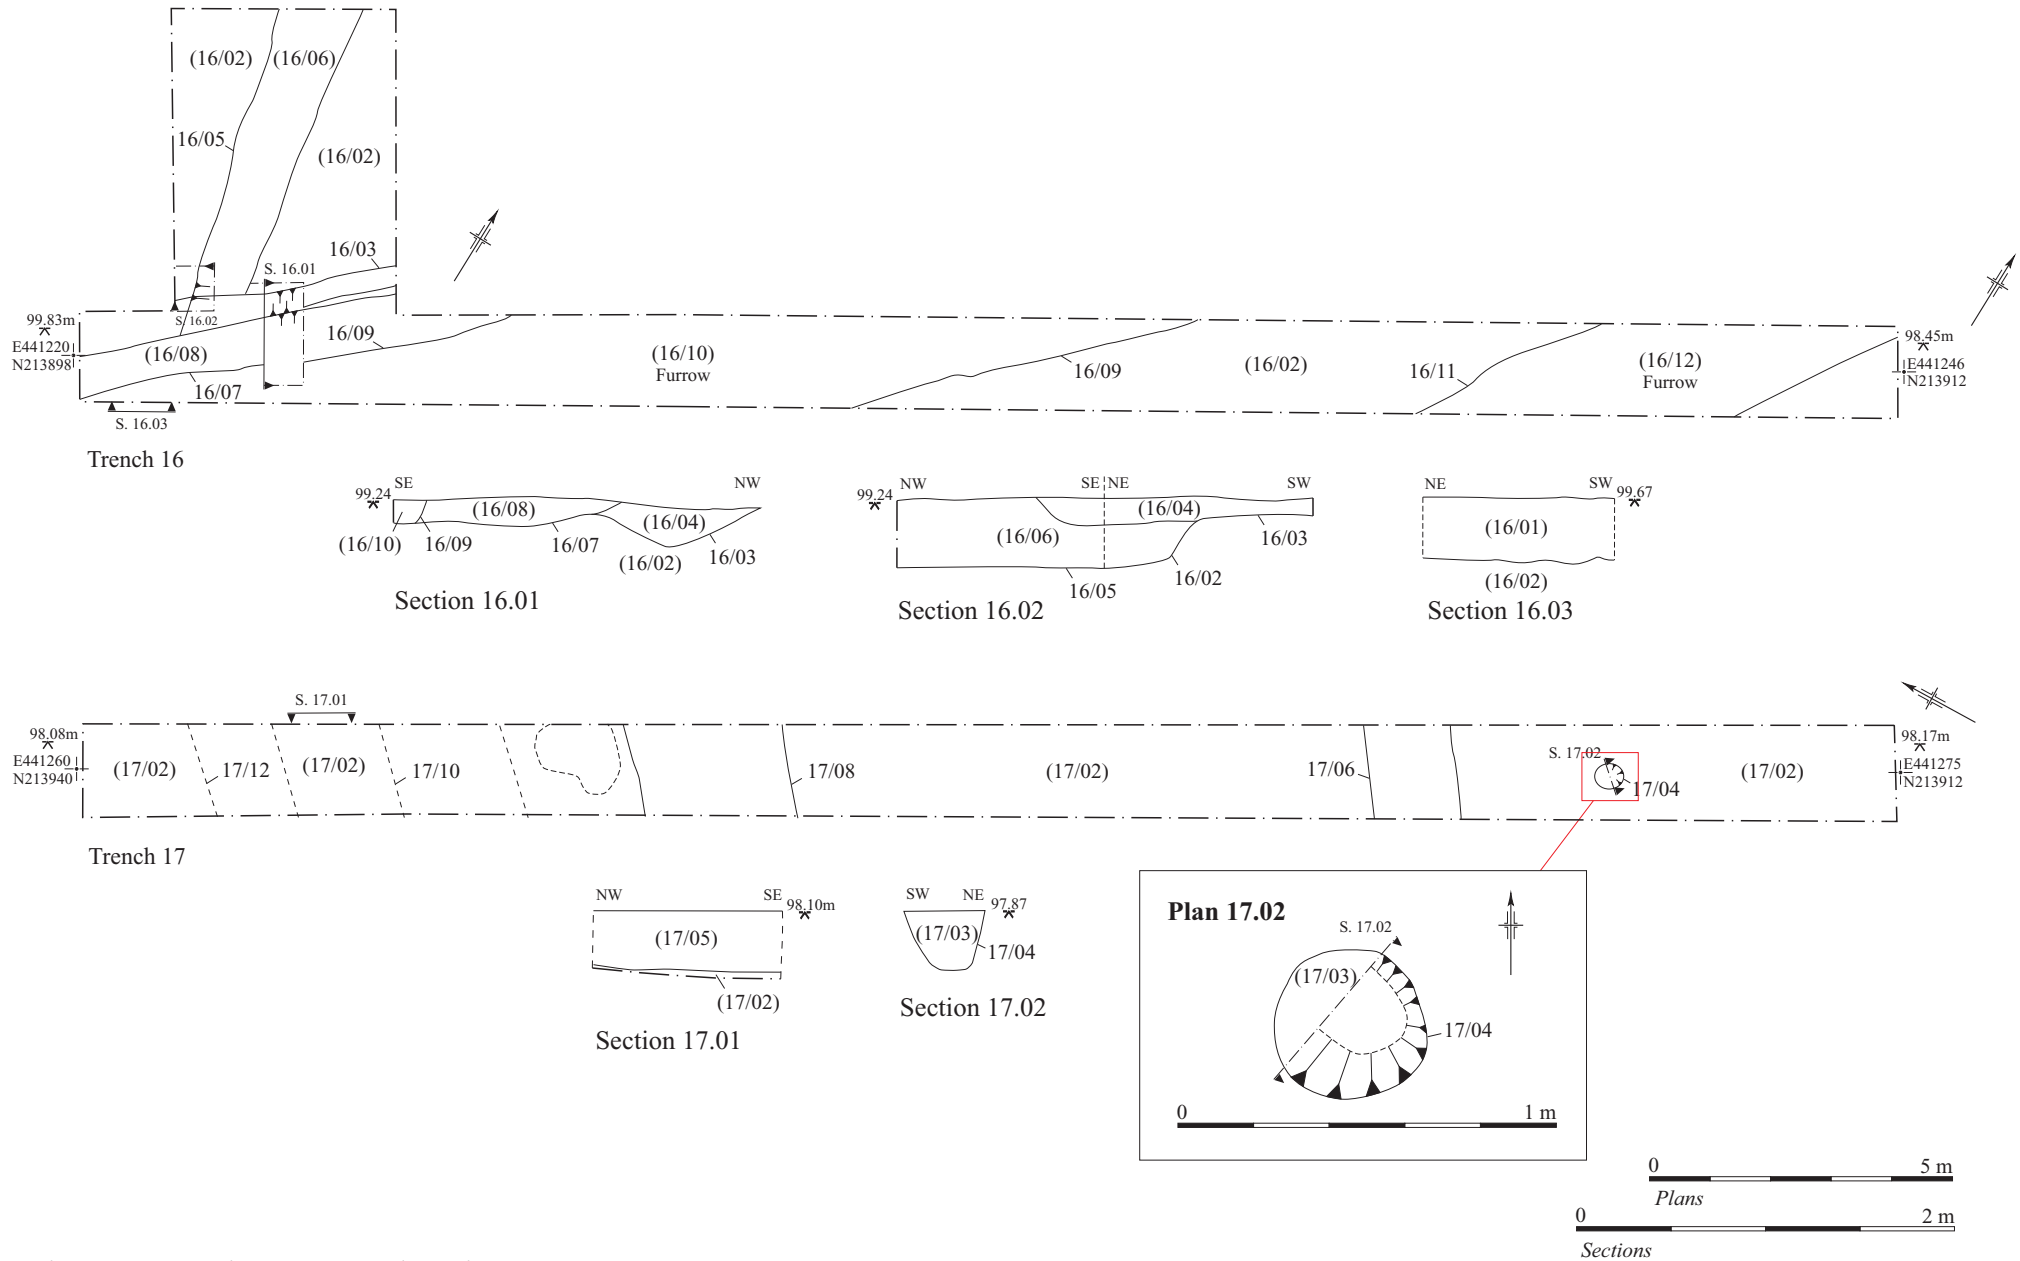 (16/02)
(16/06)
16/05
(16/02)
16/03
S. 16.01
S. 16.02
99.83m
E441220
N213898
(16/08)
16/09
16/07
S. 16.03
(16/10)
Furrow
16/09
(16/02)
16/11
(16/12)
Furrow
98.45m
E441246
N213912
Trench 16
SE
NW
99.24
(16/08)
(16/04)
(16/10)
16/09
16/07
(16/02)
16/03
Section 16.01
NW
SE
NE
SW
99.24
(16/04)
(16/06)
16/03
16/05
16/02
Section 16.02
NE
SW
99.67
(16/01)
(16/02)
Section 16.03
S. 17.01
98.08m
E441260
N213940
(17/02)
17/12
(17/02)
17/10
17/08
(17/02)
17/06
S. 17.02
17/04
(17/02)
98.17m
E441275
N213912
Trench 17
NW
SE
98.10m
(17/05)
(17/02)
Section 17.01
SW
NE
97.87
(17/03)
17/04
Section 17.02
Plan 17.02
S. 17.02
(17/03)
17/04
0
1 m
0
5 m
Plans
0
2 m
Sections